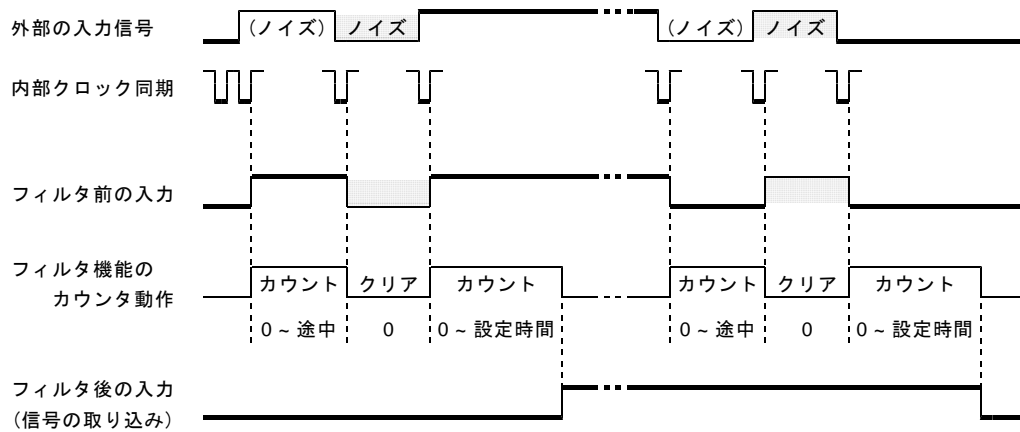 外部の入力信号
(ノイズ) ノイズ (ノイズ) ノイズ
内部クロック同期
フィルタ前の入力
フィルタ機能の
カウンタ動作
カウント クリア カウント カウント クリア カウント
0 ~ 途中 0 0 ~ 設定時間 0 ~ 途中 0 0 ~ 設定時間
フィルタ後の入力
(信号の取り込み)